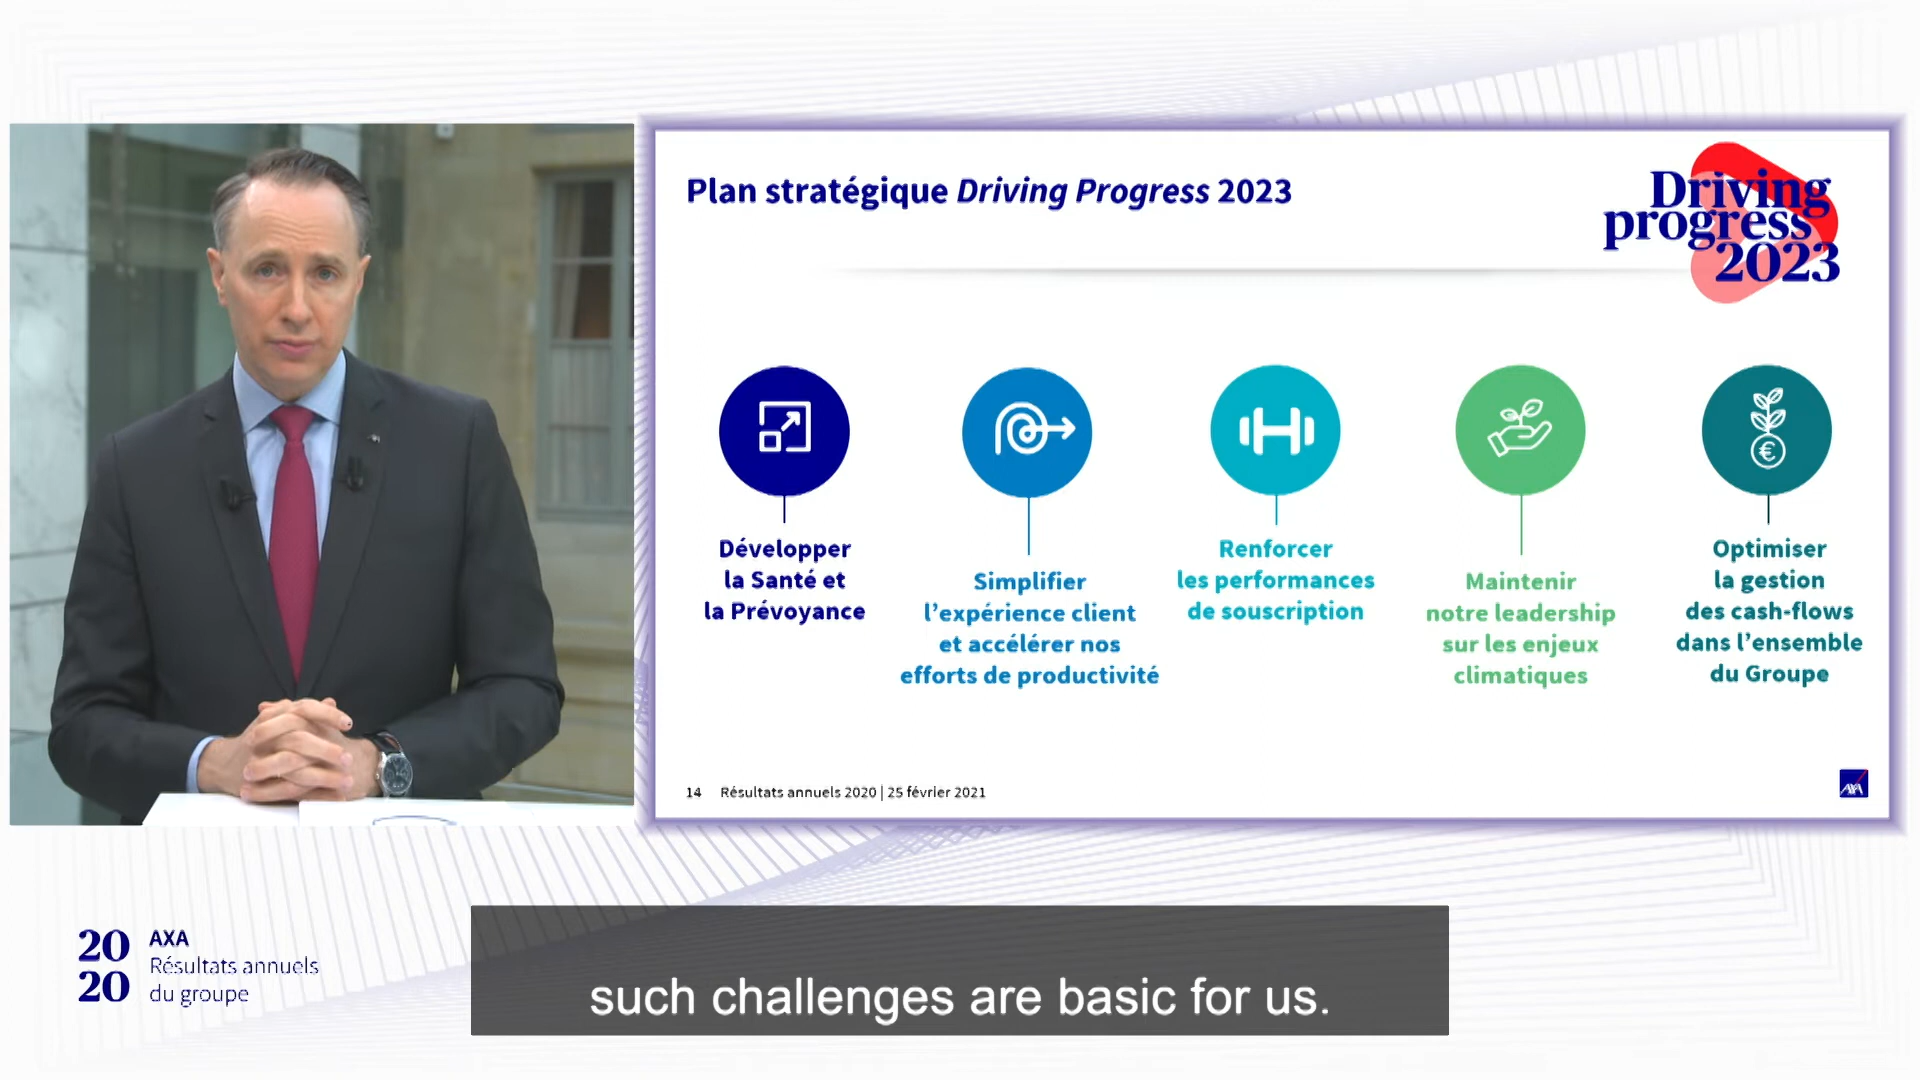 Plan stratégique Driving Progress 2023
Driving
progress
2023
Développer
la Santé et
la Prévoyance
Simplifier
l'expérience client
et accélérer nos
efforts de productivité
Renforcer
les performances
de souscription
Maintenir
notre leadership
sur les enjeux
climatiques
Optimiser
la gestion
des cash-flows
dans l'ensemble
du Groupe
€
14 Résultats annuels 2020 | 25 février 2021
AXA
20
20
AXA
Résultats annuels
du groupe
such challenges are basic for us.